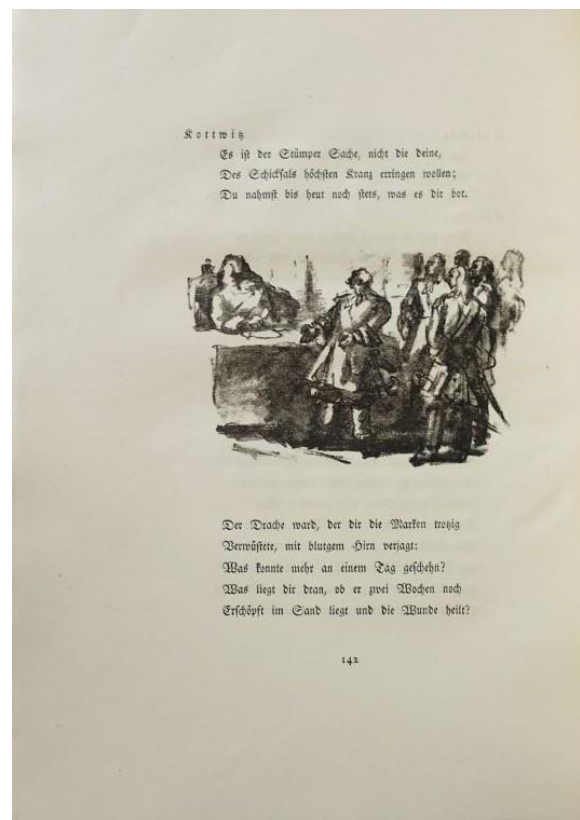 Kottwitz
Es ist der Stümper Sache, nicht die deine,
Des Schicksals höchsten Kranz erringen wollen;
Du nahmst bis heut noch stets, was es dir bot.
Der Drache ward, der dir die Marken trotzig
Verwüstete, mit blutgem Hirn verjagt:
Was konnte mehr an einem Tag geschehn?
Was liegt dir dran, ob er zwei Wochen noch
Erschöpft im Sand liegt und die Wunde heilt?
142